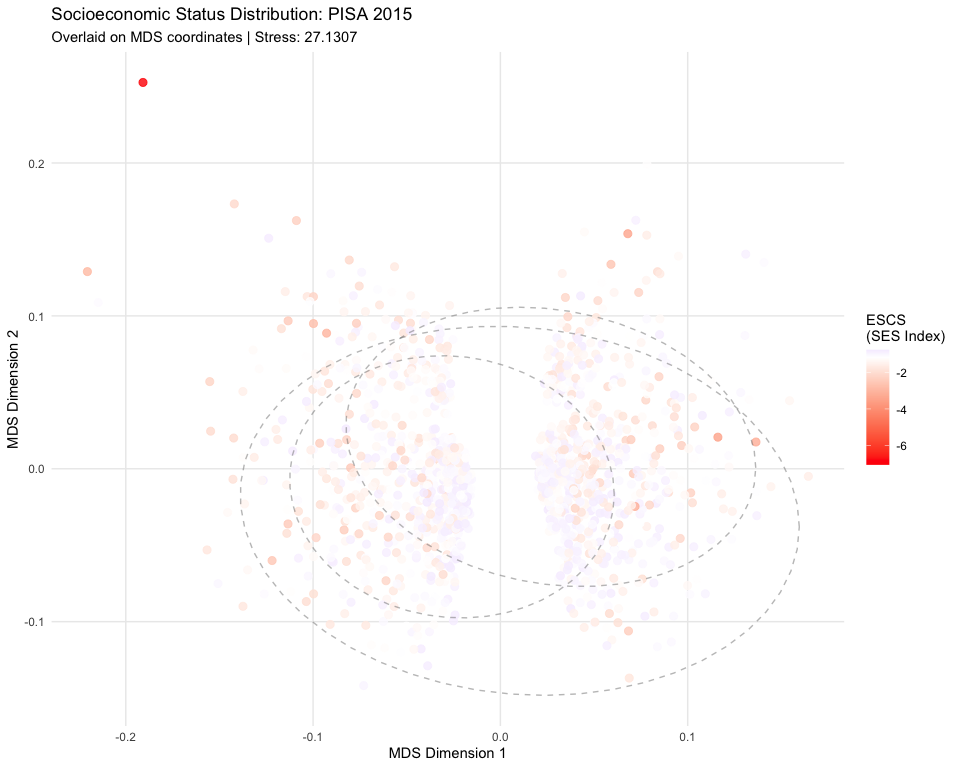 Socioeconomic Status Distribution: PISA 2015
Overlaid on MDS coordinates | Stress: 27.1307
MDS Dimension 2
0.2
0.1
0.0
-0.1
-0.2
-0.1
0.0
0.1
MDS Dimension 1
ESCS
(SES Index)
-2
-4
-6